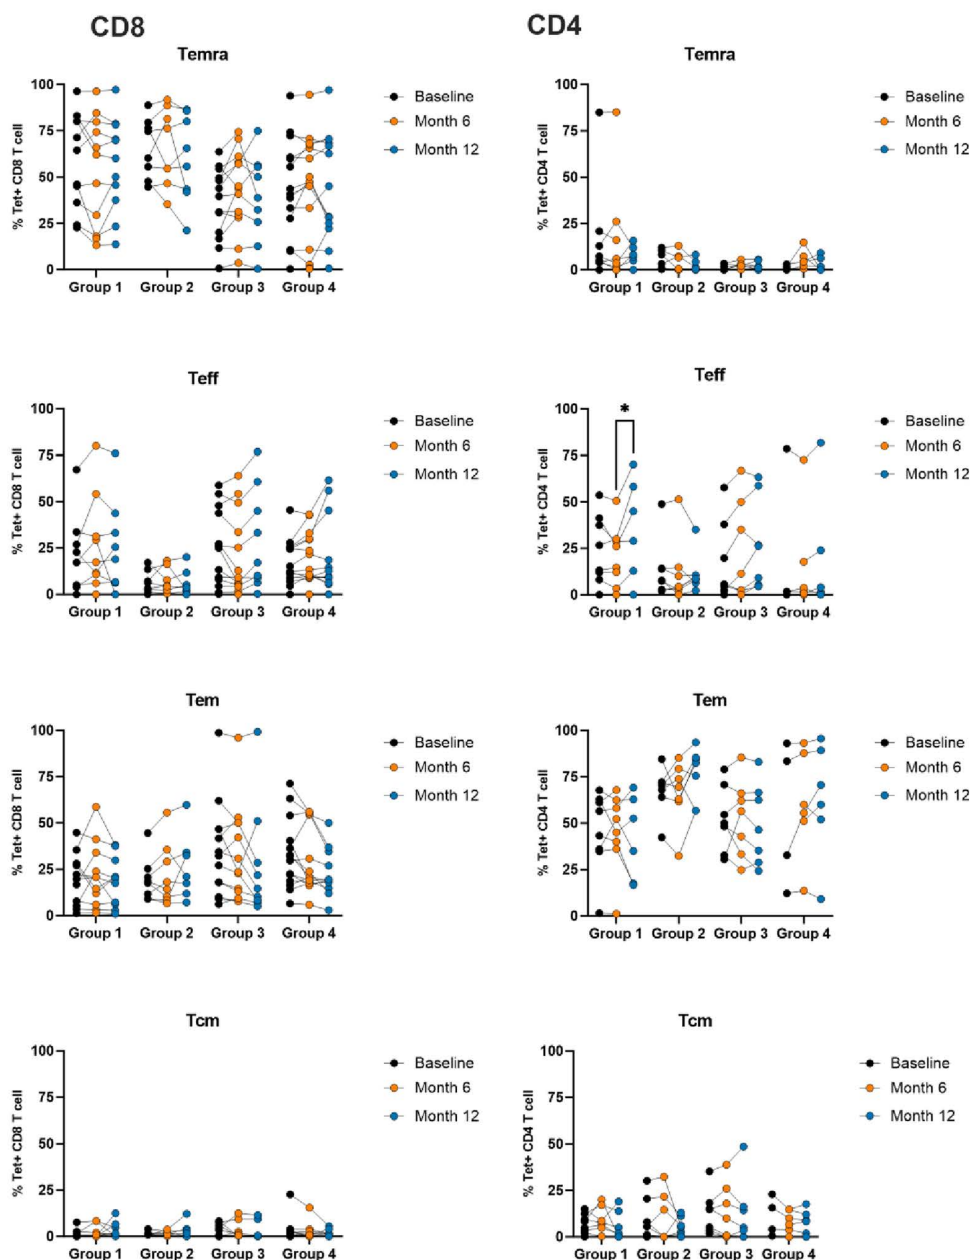 CD8
CD4
Temra
% Tet+ CD8 T cell
100
75
50
25
0
Group 1 Group 2 Group 3 Group 4
Baseline
Month 6
Month 12
Temra
% Tet+ CD4 T cell
100
75
50
25
0
Group 1 Group 2 Group 3 Group 4
Baseline
Month 6
Month 12
Teff
% Tet+ CD8 T cell
100
75
50
25
0
Group 1 Group 2 Group 3 Group 4
Baseline
Month 6
Month 12
Teff
% Tet+ CD4 T cell
100
75
50
25
0
*
Group 1 Group 2 Group 3 Group 4
Baseline
Month 6
Month 12
Tem
% Tet+ CD8 T cell
100
75
50
25
0
Group 1 Group 2 Group 3 Group 4
Baseline
Month 6
Month 12
Tem
% Tet+ CD4 T cell
100
75
50
25
0
Group 1 Group 2 Group 3 Group 4
Baseline
Month 6
Month 12
Tcm
% Tet+ CD8 T cell
100
75
50
25
0
Group 1 Group 2 Group 3 Group 4
Baseline
Month 6
Month 12
Tcm
% Tet+ CD4 T cell
100
75
50
25
0
Group 1 Group 2 Group 3 Group 4
Baseline
Month 6
Month 12